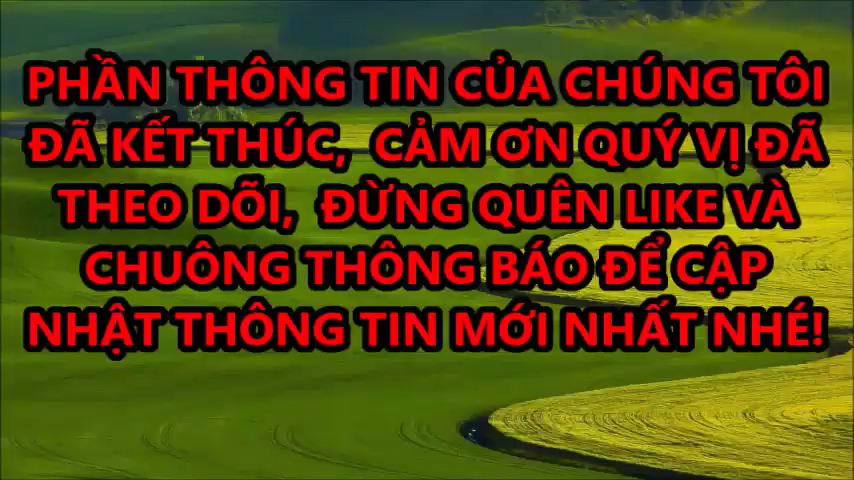 PHẦN THÔNG TIN CỦA CHÚNG TÔI
ĐÃ KẾT THÚC, CẢM ƠN QUÝ VỊ ĐÃ
THEO DÕI, ĐỪNG QUÊN LIKE VÀ
CHUÔNG THÔNG BÁO ĐỂ CẬP
NHẬT THÔNG TIN MỚI NHẤT NHÉ!